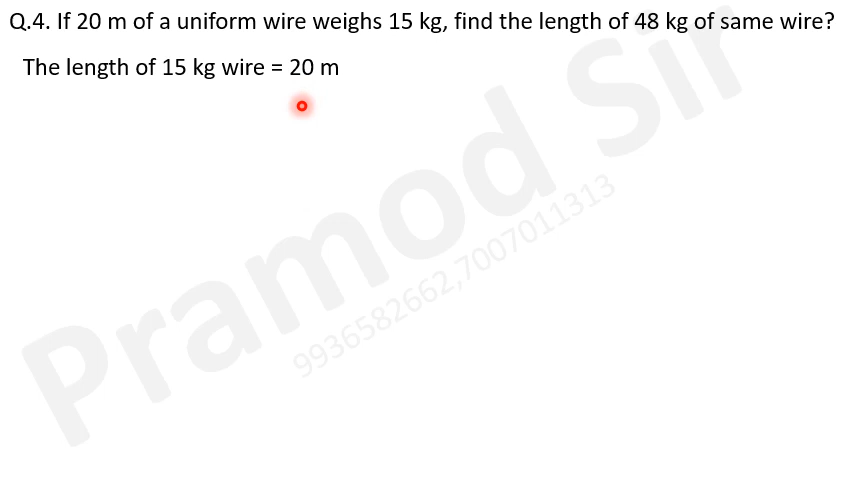 Q.4. If 20 m of a uniform wire weighs 15 kg, find the length of 48 kg of same wire?
The length of 15 kg wire = 20 m
Pramod Sir
9936582662,7007011313